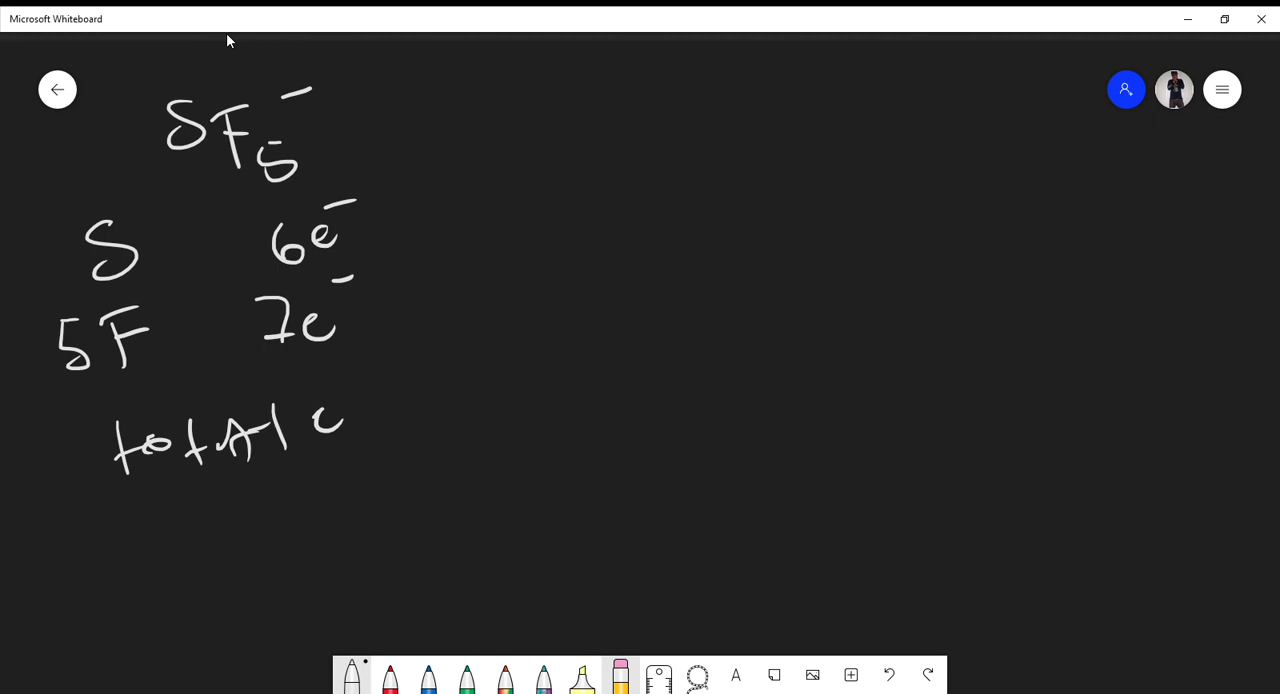 Microsoft Whiteboard
SF₅⁻
S 6e⁻
5F 7e⁻
total e